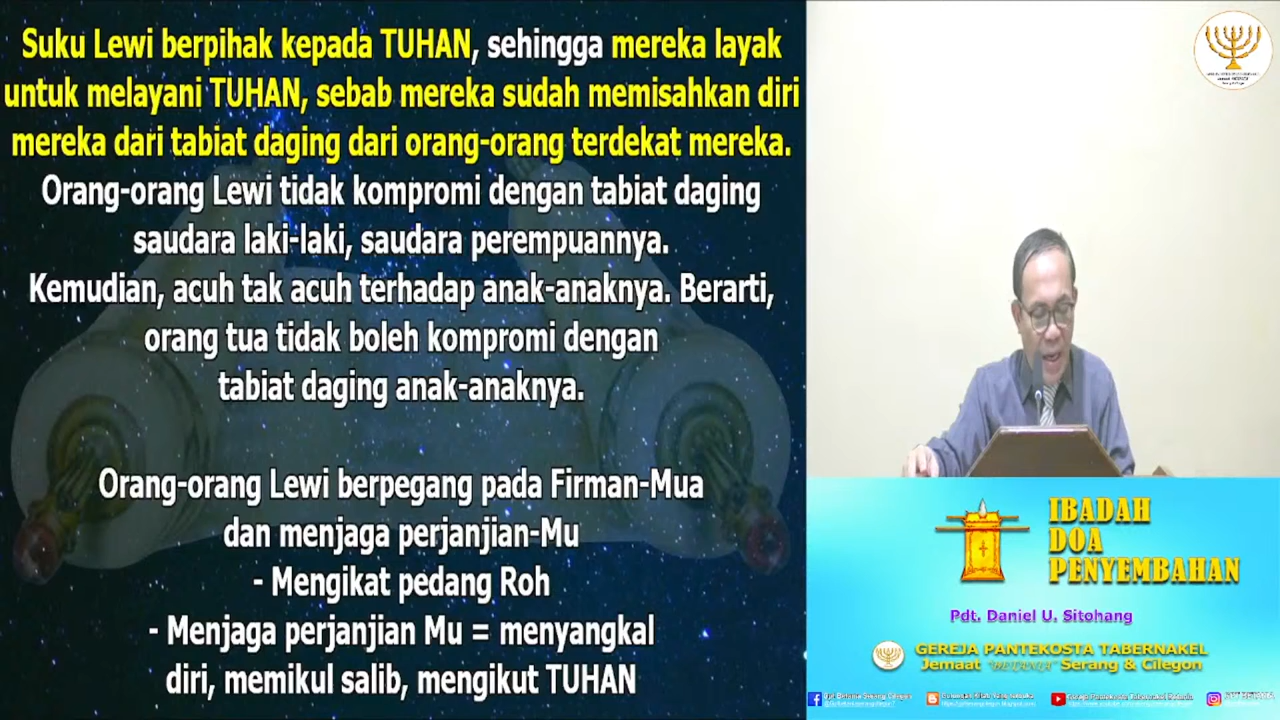 Suku Lewi berpihak kepada TUHAN, sehingga mereka layak
untuk melayani TUHAN, sebab mereka sudah memisahkan diri
mereka dari tabiat daging dari orang-orang terdekat mereka.
Orang-orang Lewi tidak kompromi dengan tabiat daging
saudara laki-laki, saudara perempuannya.
Kemudian, acuh tak acuh terhadap anak-anaknya. Berarti,
orang tua tidak boleh kompromi dengan
tabiat daging anak-anaknya.
Orang-orang Lewi berpegang pada Firman-Mua
dan menjaga perjanjian-Mu
- Mengikat pedang Roh
- Menjaga perjanjian Mu = menyangkal
diri, memikul salib, mengikut TUHAN
IBADAH
DOA
PENYEMBAHAN
Pdt. Daniel U. Sitohang
GEREJA PANTEKOSTA TABERNAKEL
Jemaat "BETANIA" Serang & Cilegon